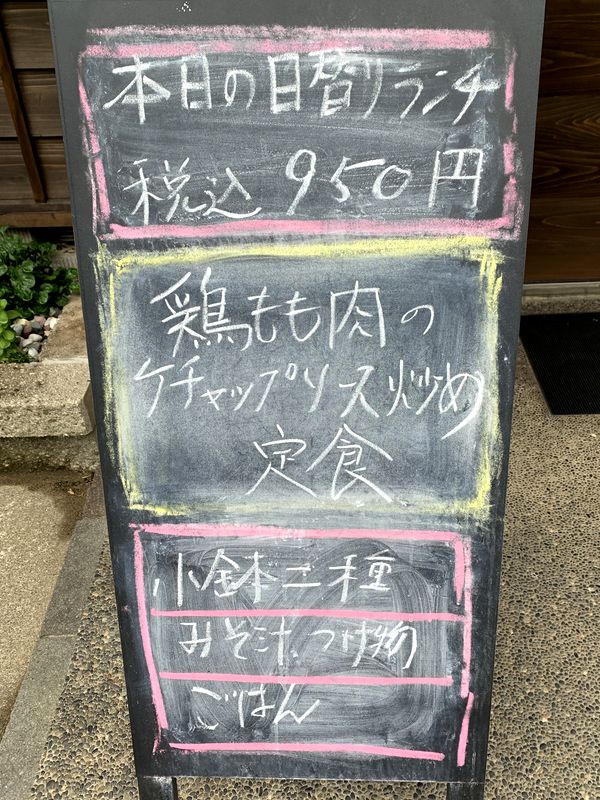 本日の日替りランチ
税込 950円
鶏もも肉の
ケチャップソース炒め
定食
小鉢二種
みそ汁、つけ物
ごはん